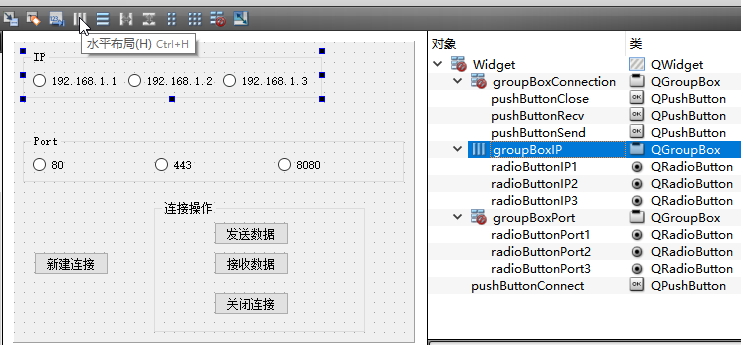 水平布局(H) Ctrl+H
IP
192.168.1.1 192.168.1.2 192.168.1.3
Port
80 443 8080
连接操作
发送数据
新建连接 接收数据
关闭连接
对象 类
Widget QWidget
groupBoxConnection QGroupBox
pushButtonClose QPushButton
pushButtonRecv QPushButton
pushButtonSend QPushButton
groupBoxIP QGroupBox
radioButtonIP1 QRadioButton
radioButtonIP2 QRadioButton
radioButtonIP3 QRadioButton
groupBoxPort QGroupBox
radioButtonPort1 QRadioButton
radioButtonPort2 QRadioButton
radioButtonPort3 QRadioButton
pushButtonConnect QPushButton